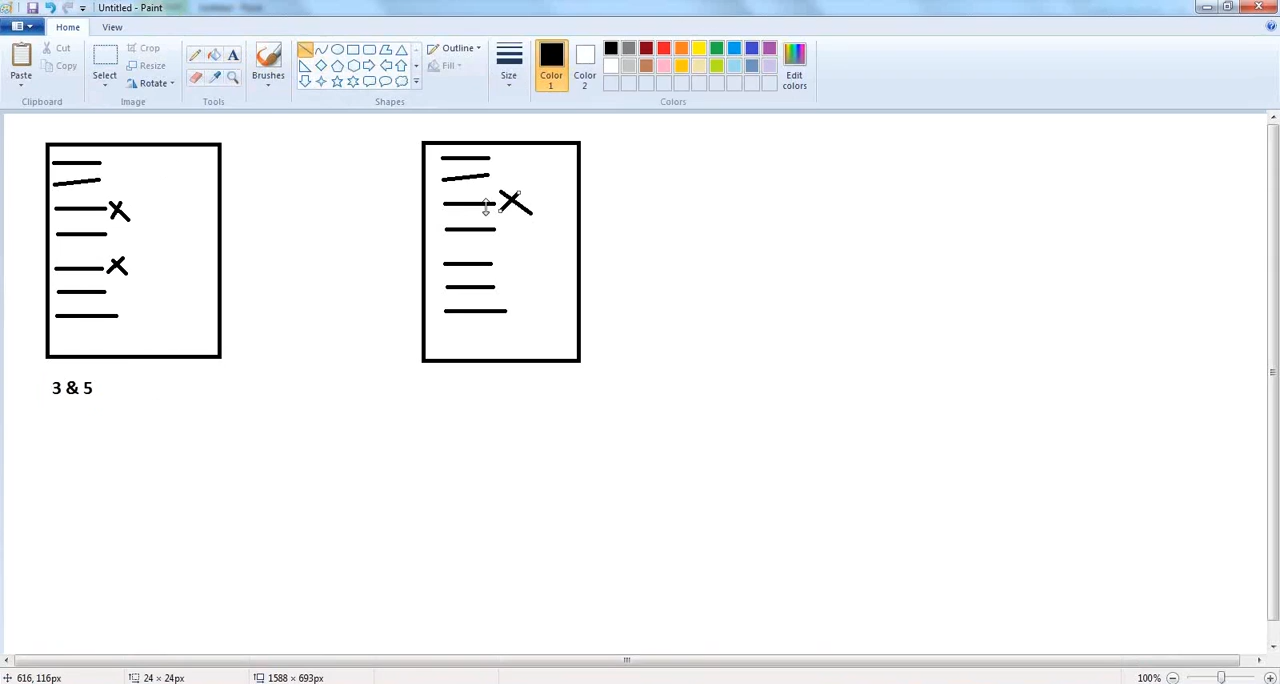 Untitled - Paint
Home
View
Paste
Cut
Copy
Clipboard
Select
Crop
Resize
Rotate
Image
A
Tools
Brushes
Outline
Fill
Shapes
Size
Color 1
Color 2
Edit colors
Colors
3 & 5
616, 116px
24 × 24px
1588 × 693px
100%